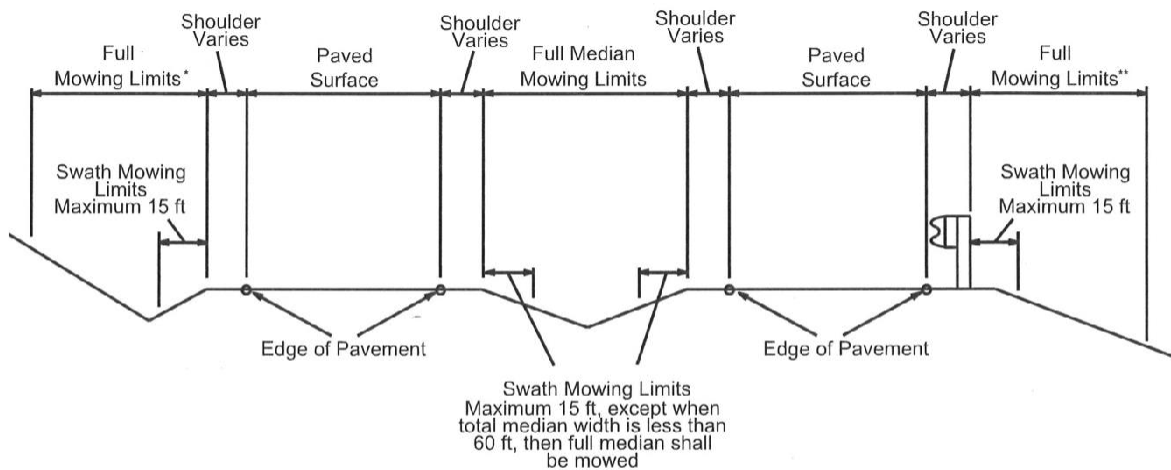 Full
Mowing Limits*
Shoulder
Varies
Paved
Surface
Shoulder
Varies
Full Median
Mowing Limits
Shoulder
Varies
Paved
Surface
Shoulder
Varies
Full
Mowing Limits**
Swath Mowing
Limits
Maximum 15 ft
Swath Mowing
Limits
Maximum 15 ft
Edge of Pavement
Edge of Pavement
Swath Mowing Limits
Maximum 15 ft, except when
total median width is less than
60 ft, then full median shall
be mowed